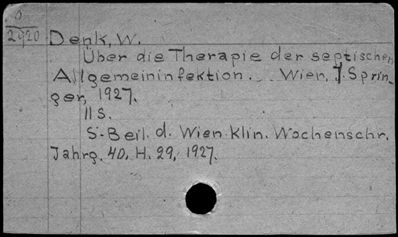 O
2920
Denk, W.
Über die Therapie der septischen
Allgemeininfektion... Wien, J. Sprin-
ger, 1927.
11 S.
S.-Beil. d. Wien. klin. Wochenschr.
Jahrg. 40, H. 29, 1927.